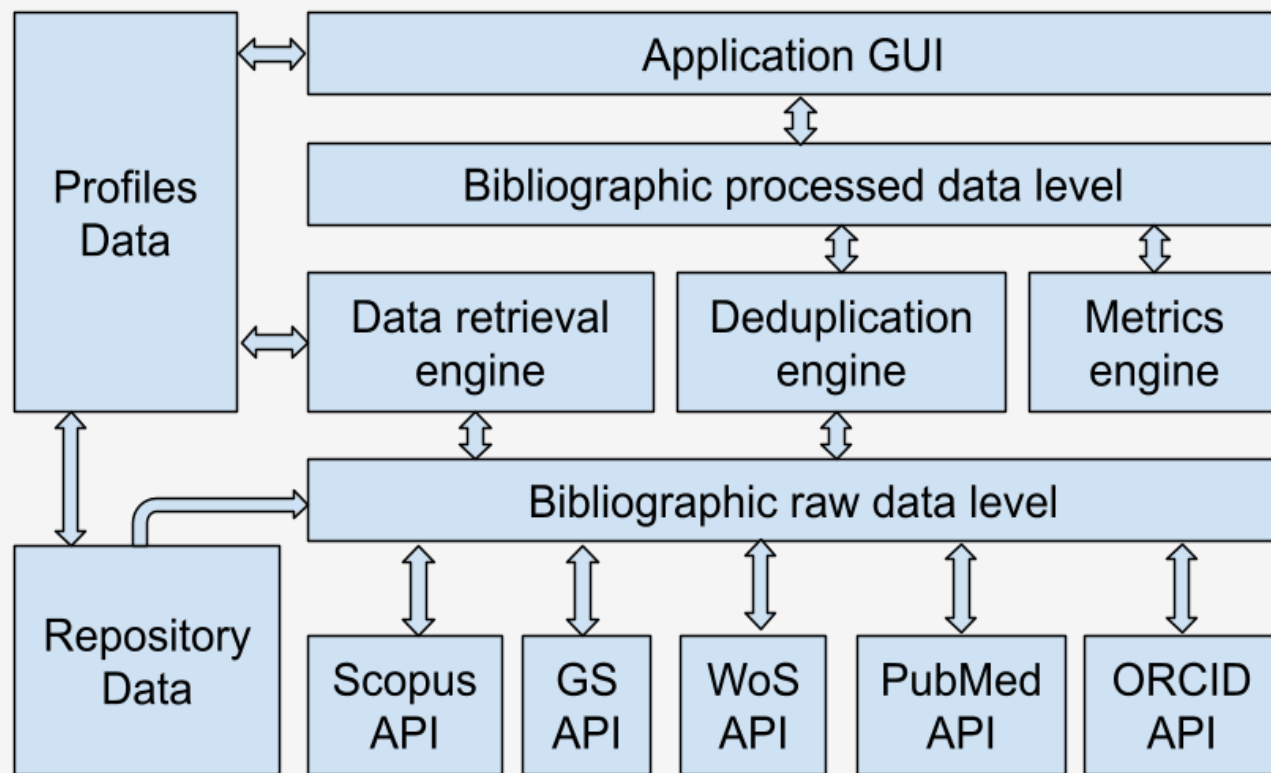 Application GUI
Profiles
Data
Bibliographic processed data level
Data retrieval
engine
Deduplication
engine
Metrics
engine
Bibliographic raw data level
Repository
Data
Scopus
API
GS
API
WoS
API
PubMed
API
ORCID
API